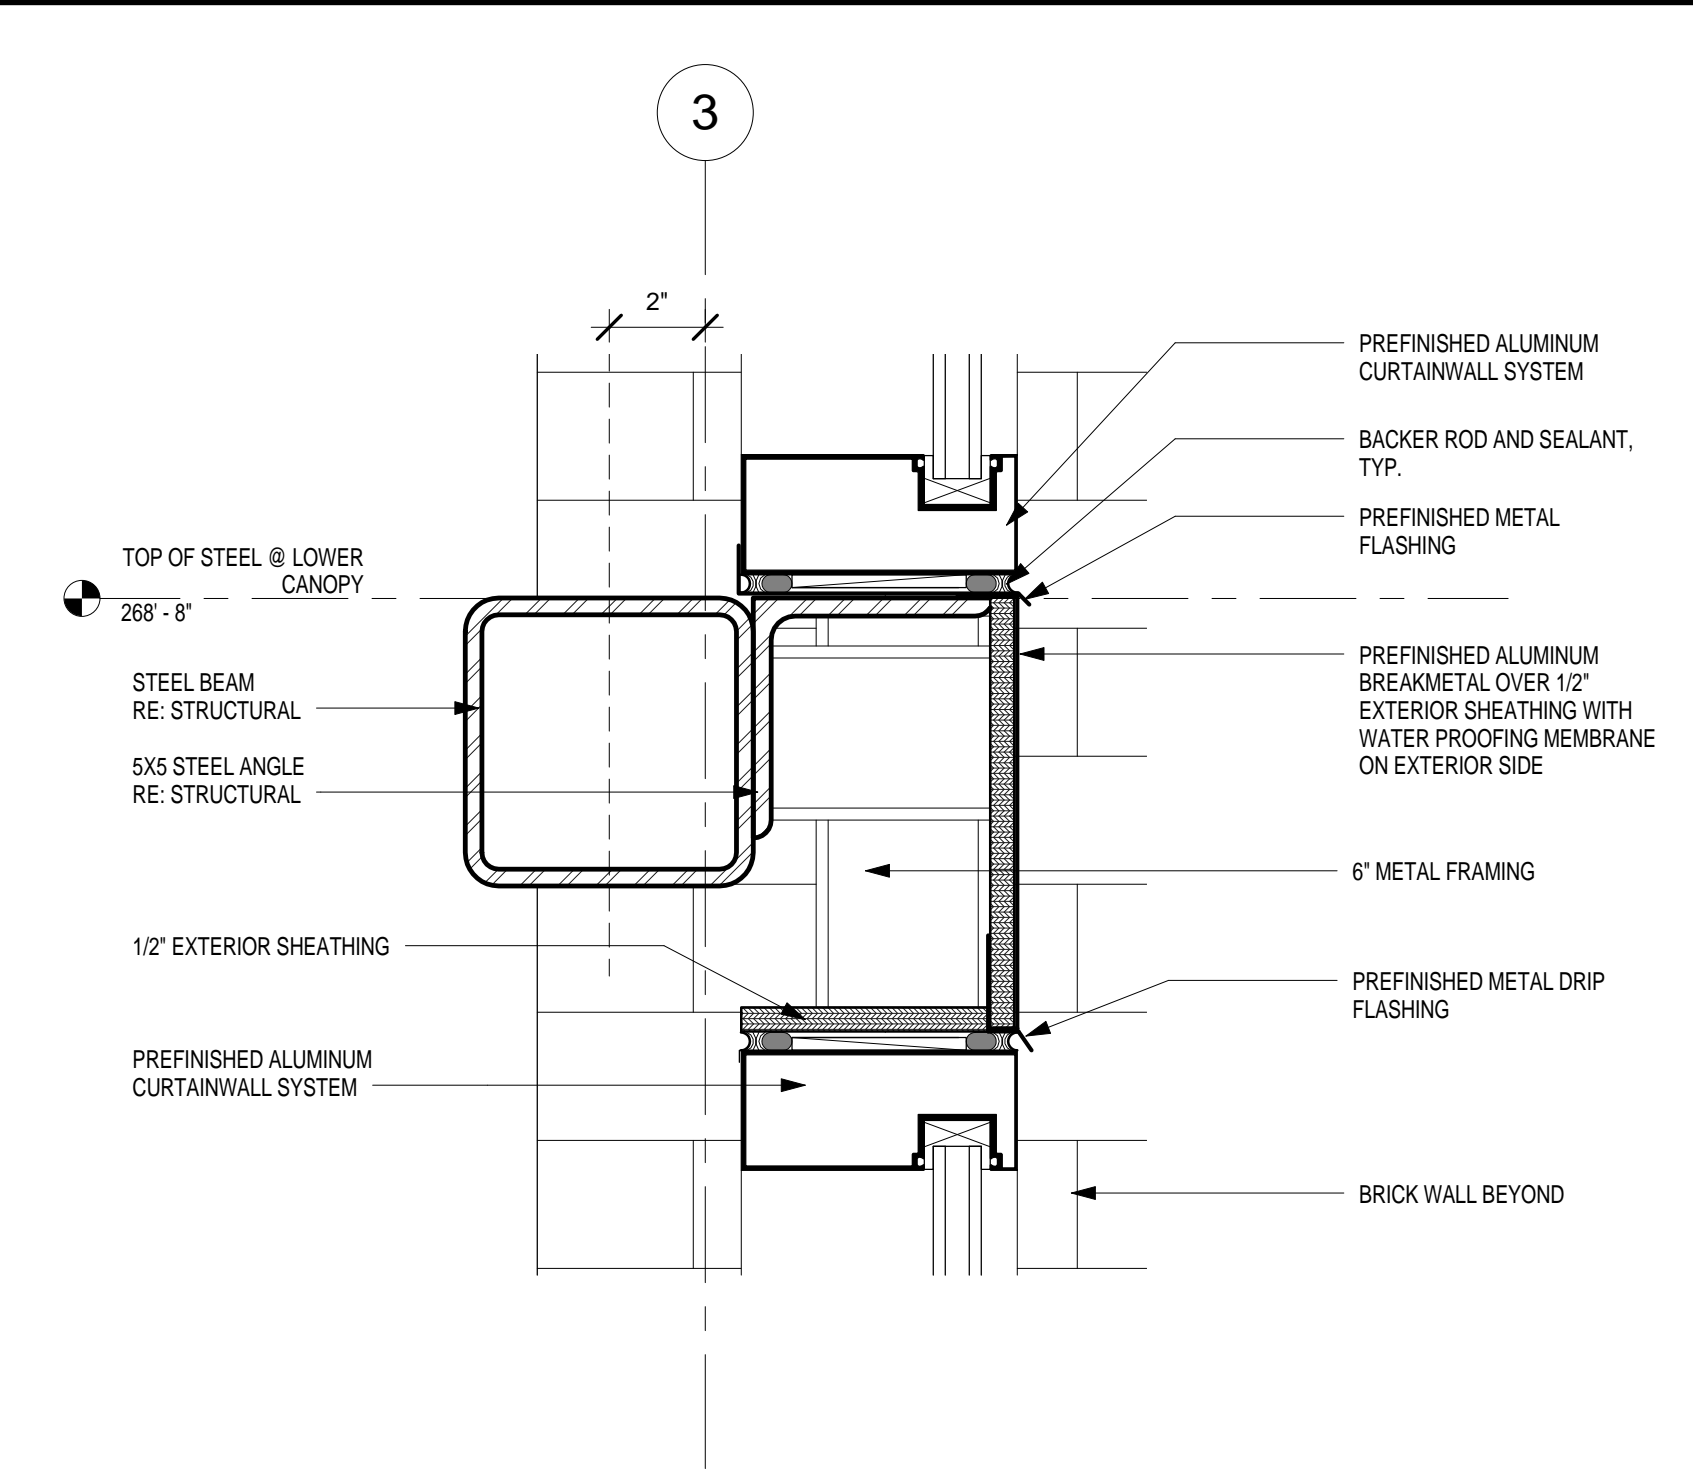 3
2"
PREFINISHED ALUMINUM
CURTAINWALL SYSTEM
BACKER ROD AND SEALANT,
TYP.
PREFINISHED METAL
FLASHING
TOP OF STEEL @ LOWER
CANOPY
268' - 8"
STEEL BEAM
RE: STRUCTURAL
5X5 STEEL ANGLE
RE: STRUCTURAL
PREFINISHED ALUMINUM
BREAKMETAL OVER 1/2"
EXTERIOR SHEATHING WITH
WATER PROOFING MEMBRANE
ON EXTERIOR SIDE
6" METAL FRAMING
1/2" EXTERIOR SHEATHING
PREFINISHED METAL DRIP
FLASHING
PREFINISHED ALUMINUM
CURTAINWALL SYSTEM
BRICK WALL BEYOND